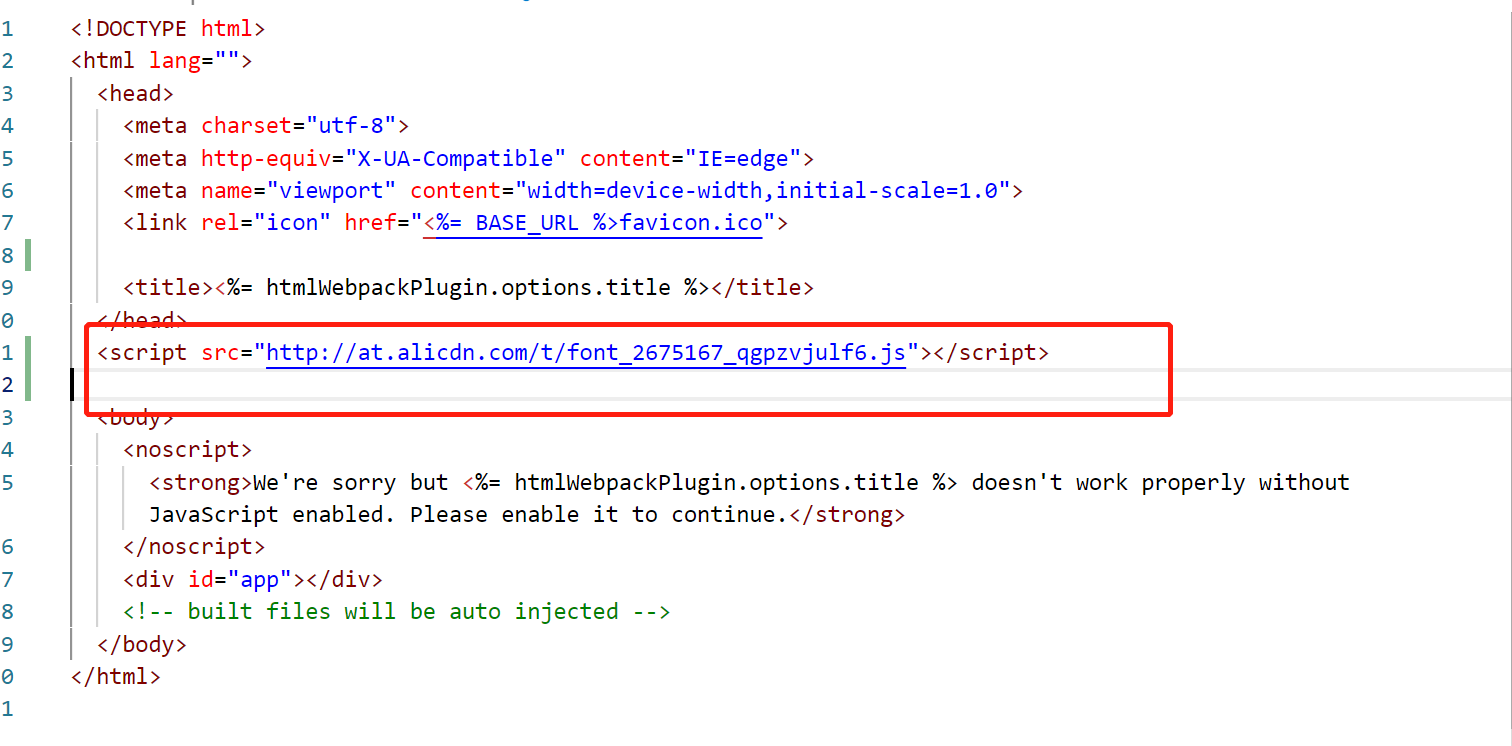 1 <!DOCTYPE html>
2 <html lang="">
3 <head>
4 <meta charset="utf-8">
5 <meta http-equiv="X-UA-Compatible" content="IE=edge">
6 <meta name="viewport" content="width=device-width,initial-scale=1.0">
7 <link rel="icon" href="<%= BASE_URL %>favicon.ico">
8
9 <title><%= htmlWebpackPlugin.options.title %></title>
0 </head>
1 <script src="http://at.alicdn.com/t/font_2675167_qgpzvjulf6.js"></script>
2
3 <body>
4 <noscript>
5 <strong>We're sorry but <%= htmlWebpackPlugin.options.title %> doesn't work properly without
JavaScript enabled. Please enable it to continue.</strong>
6 </noscript>
7 <div id="app"></div>
8 <!-- built files will be auto injected -->
9 </body>
0 </html>
1